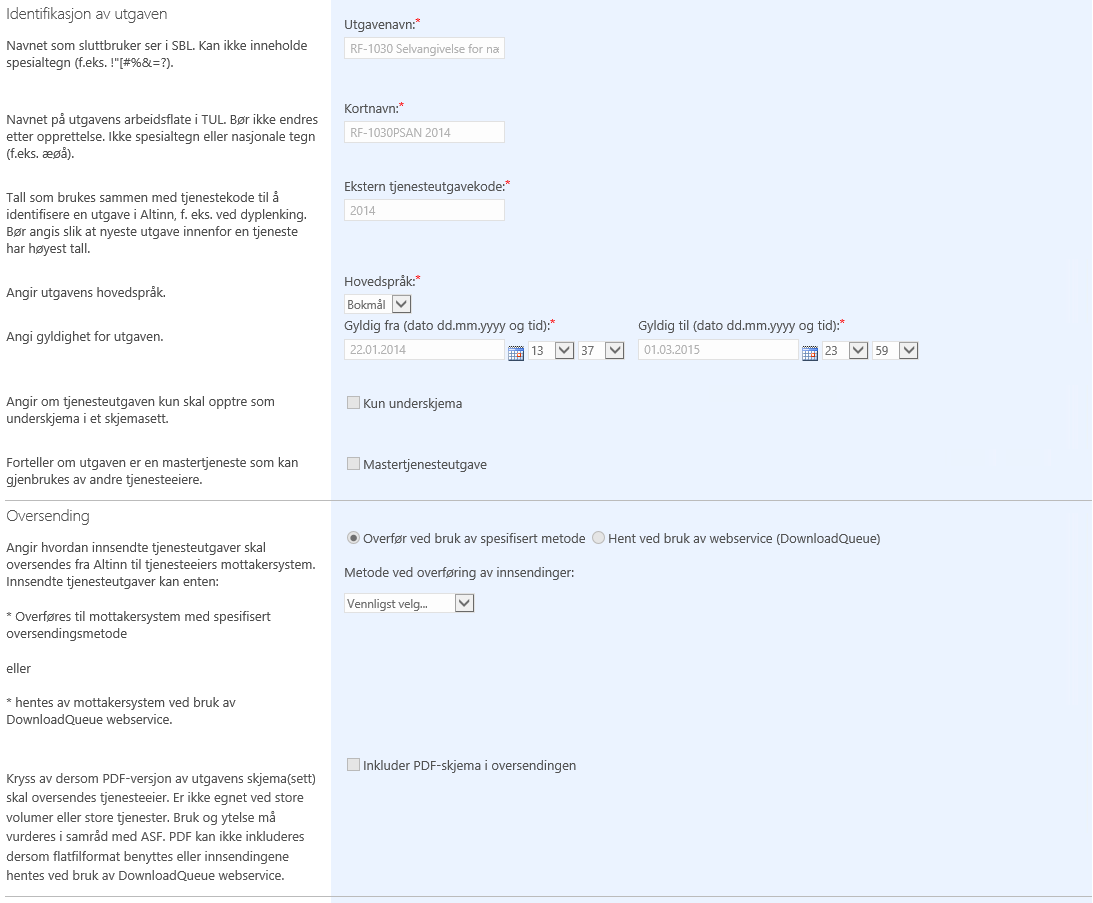 Identifikasjon av utgaven
Utgavenavn:*
Navnet som sluttbruker ser i SBL. Kan ikke inneholde
spesialtegn (f.eks. !"[#%&=?).
RF-1030 Selvangivelse for næ
Kortnavn:*
Navnet på utgavens arbeidsflate i TUL. Bør ikke endres
etter opprettelse. Ikke spesialtegn eller nasjonale tegn
(f.eks. æøå).
RF-1030PSAN 2014
Ekstern tjenesteutgavekode:*
Tall som brukes sammen med tjenestekode til å
identifisere en utgave i Altinn, f. eks. ved dyplenking.
Bør angis slik at nyeste utgave innenfor en tjeneste
har høyest tall.
2014
Hovedspråk:*
Angir utgavens hovedspråk.
Bokmål
Gyldig fra (dato dd.mm.yyyy og tid):* Gyldig til (dato dd.mm.yyyy og tid):*
Angi gyldighet for utgaven.
22.01.2014 13 37 01.03.2015 23 59
Angir om tjenesteutgaven kun skal opptre som
underskjema i et skjemasett.
Kun underskjema
Forteller om utgaven er en mastertjeneste som kan
gjenbrukes av andre tjenesteeiere.
Mastertjenesteutgave
Oversending
Angir hvordan innsendte tjenesteutgaver skal
oversendes fra Altinn til tjenesteeiers mottakersystem.
Innsendte tjenesteutgaver kan enten:
* Overføres til mottakersystem med spesifisert
oversendingsmetode
eller
* hentes av mottakersystem ved bruk av
DownloadQueue webservice.
Overfør ved bruk av spesifisert metode Hent ved bruk av webservice (DownloadQueue)
Metode ved overføring av innsendinger:
Vennligst velg...
Kryss av dersom PDF-versjon av utgavens skjema(sett)
skal oversendes tjenesteeier. Er ikke egnet ved store
volumer eller store tjenester. Bruk og ytelse må
vurderes i samråd med ASF. PDF kan ikke inkluderes
dersom flatfilformat benyttes eller innsendingene
hentes ved bruk av DownloadQueue webservice.
Inkluder PDF-skjema i oversendingen